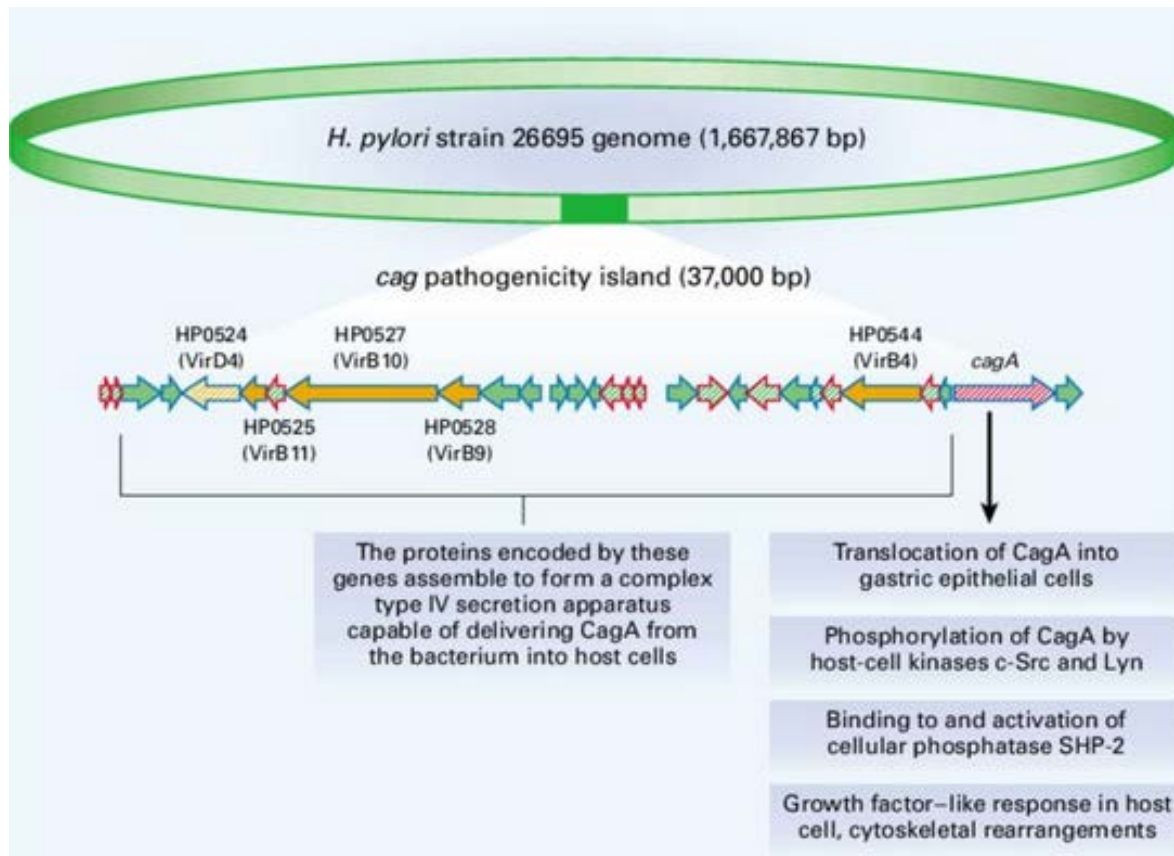 H. pylori strain 26695 genome (1,667,867 bp)
cag pathogenicity island (37,000 bp)
HP0524
(VirD4)
HP0527
(VirB10)
HP0544
(VirB4)
cagA
HP0525
(VirB11)
HP0528
(VirB9)
The proteins encoded by these
genes assemble to form a complex
type IV secretion apparatus
capable of delivering CagA from
the bacterium into host cells
Translocation of CagA into
gastric epithelial cells
Phosphorylation of CagA by
host-cell kinases c-Src and Lyn
Binding to and activation of
cellular phosphatase SHP-2
Growth factor–like response in host
cell, cytoskeletal rearrangements